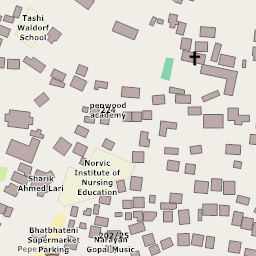 Tashi
Waldorf
School
penwood
academy
224
Norvic
Institute of
Nursing
Education
Sharik
Ahmed Lari
Bhatbhateni
Supermarket
Parking
202/25
Narayan
Gopal Music
Pepe